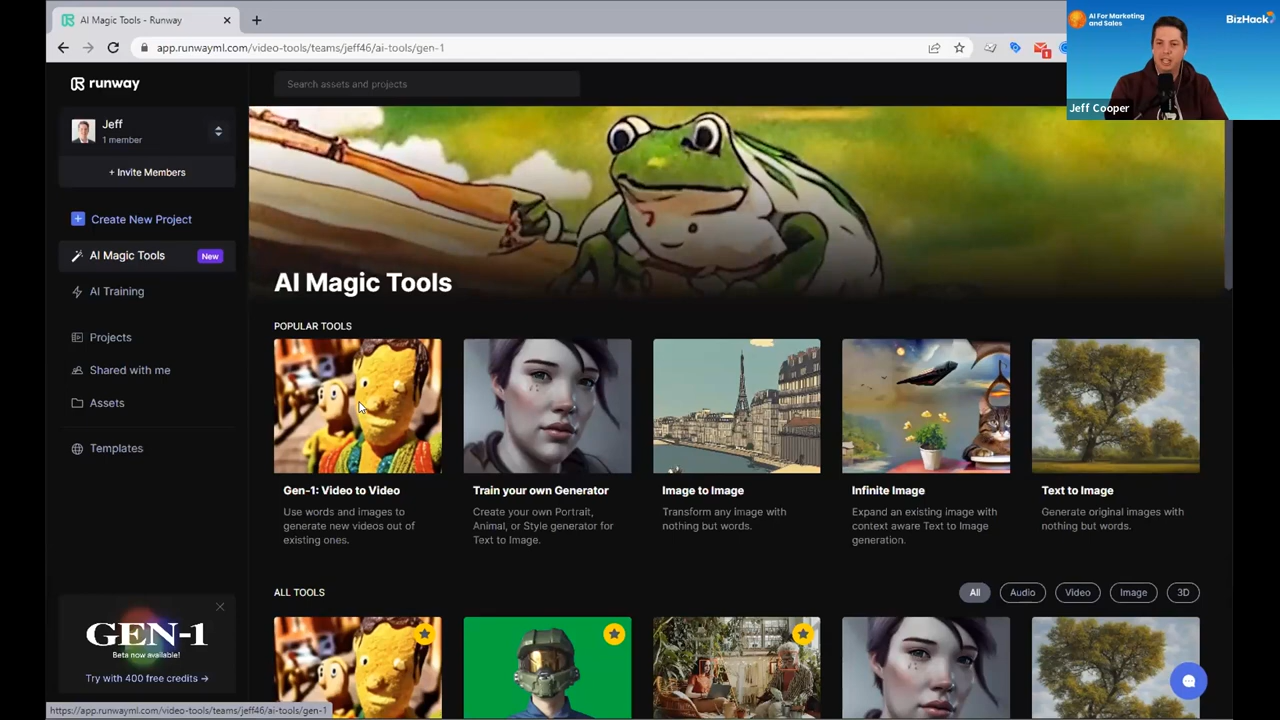 AI Magic Tools - Runway
app.runwayml.com/video-tools/teams/jeff46/ai-tools/gen-1
1
AI For Marketing
and Sales
BizHack
Jeff Cooper
runway
Search assets and projects
Jeff
1 member
+ Invite Members
Create New Project
AI Magic Tools
New
AI Training
Projects
Shared with me
Assets
Templates
GEN-1
Beta now available!
Try with 400 free credits →
AI Magic Tools
POPULAR TOOLS
Gen-1: Video to Video
Use words and images to
generate new videos out of
existing ones.
Train your own Generator
Create your own Portrait,
Animal, or Style generator for
Text to Image.
Image to Image
Transform any image with
nothing but words.
Infinite Image
Expand an existing image with
context aware Text to Image
generation.
Text to Image
Generate original images with
nothing but words.
ALL TOOLS
All
Audio
Video
Image
3D
https://app.runwayml.com/video-tools/teams/jeff46/ai-tools/gen-1